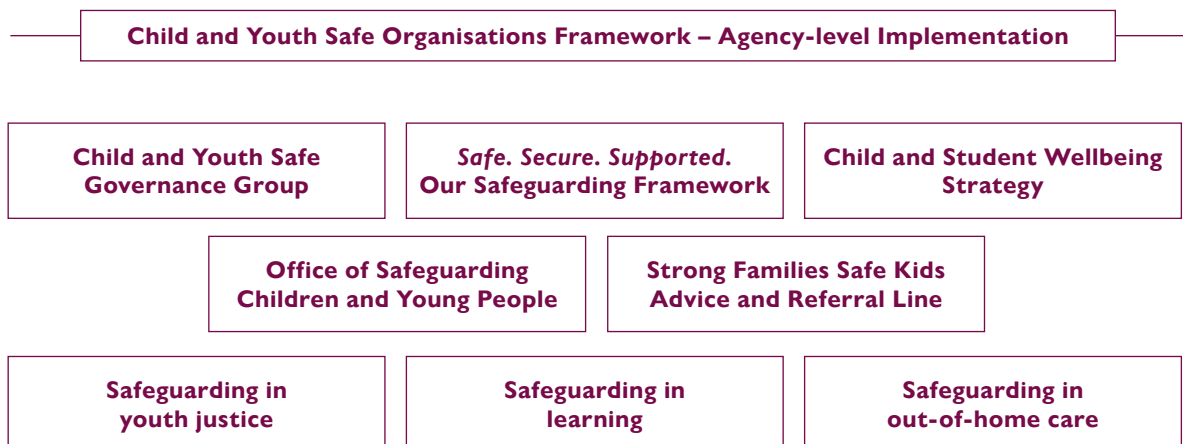 Child and Youth Safe Organisations Framework – Agency-level Implementation
Child and Youth Safe
Governance Group
Safe. Secure. Supported.
Our Safeguarding Framework
Child and Student Wellbeing
Strategy
Office of Safeguarding
Children and Young People
Strong Families Safe Kids
Advice and Referral Line
Safeguarding in
youth justice
Safeguarding in
learning
Safeguarding in
out-of-home care